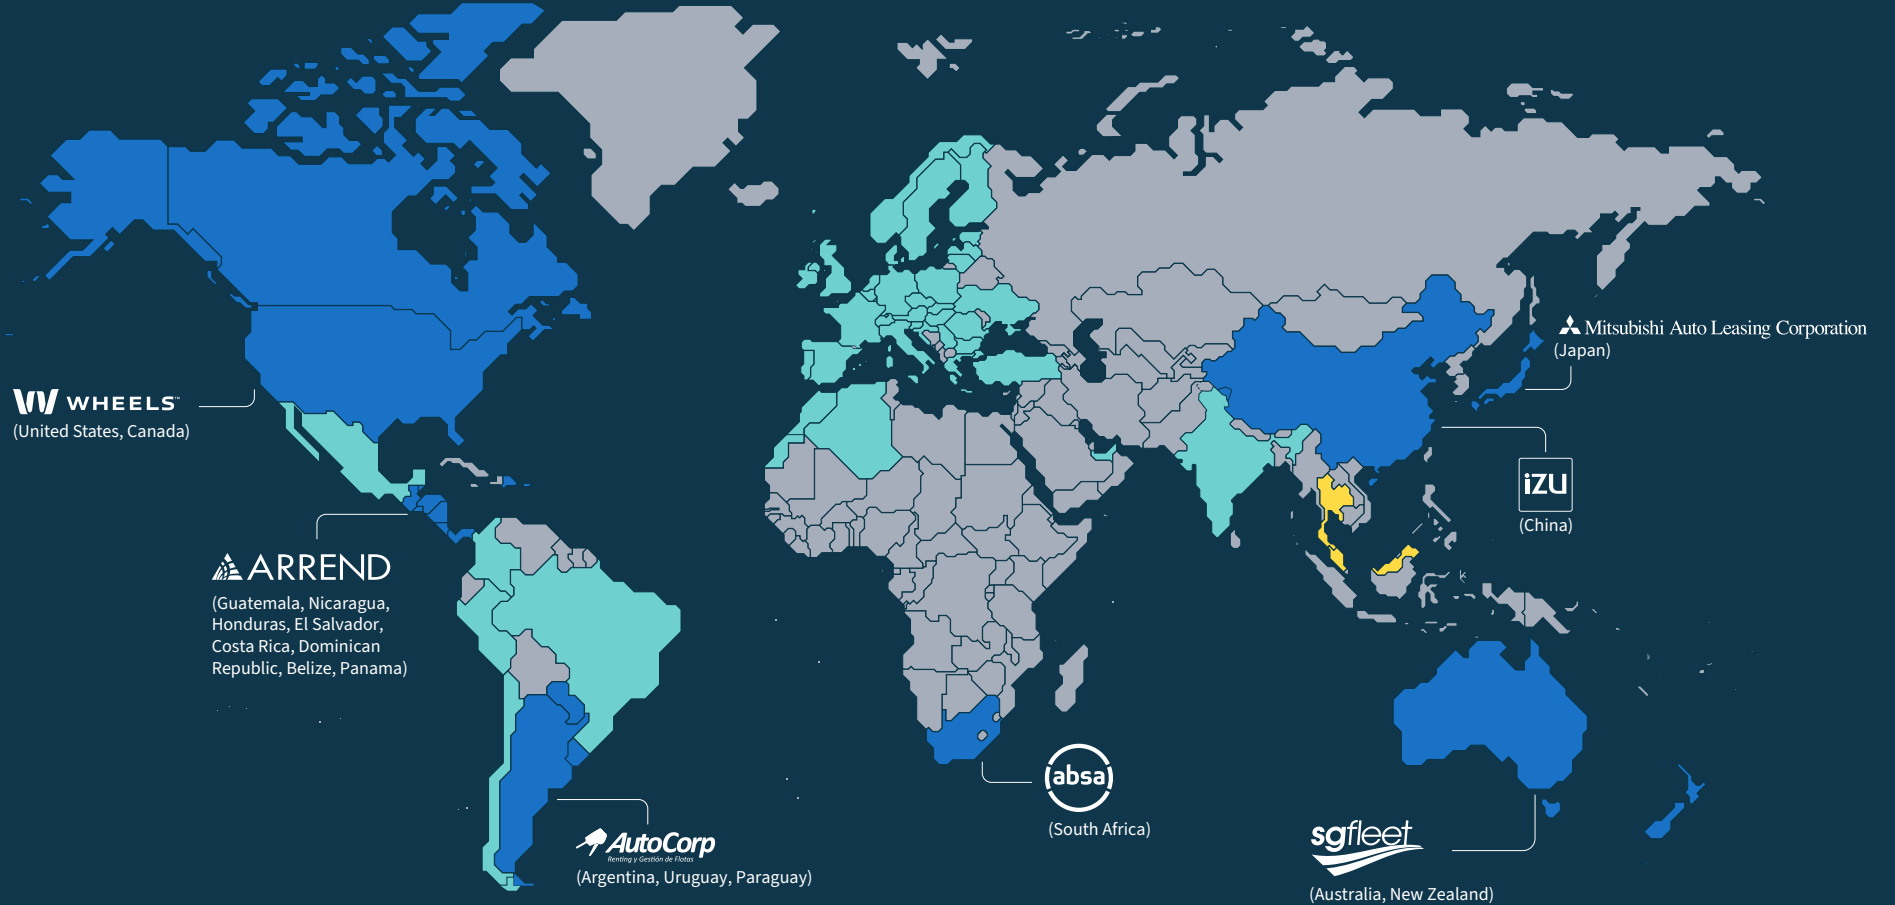 Mitsubishi Auto Leasing Corporation
(Japan)
WHEELS™
(United States, Canada)
iZU
(China)
ARREND
(Guatemala, Nicaragua,
Honduras, El Salvador,
Costa Rica, Dominican
Republic, Belize, Panama)
absa
(South Africa)
AutoCorp
Renting y Gestión de Flotas
(Argentina, Uruguay, Paraguay)
sgfleet
(Australia, New Zealand)